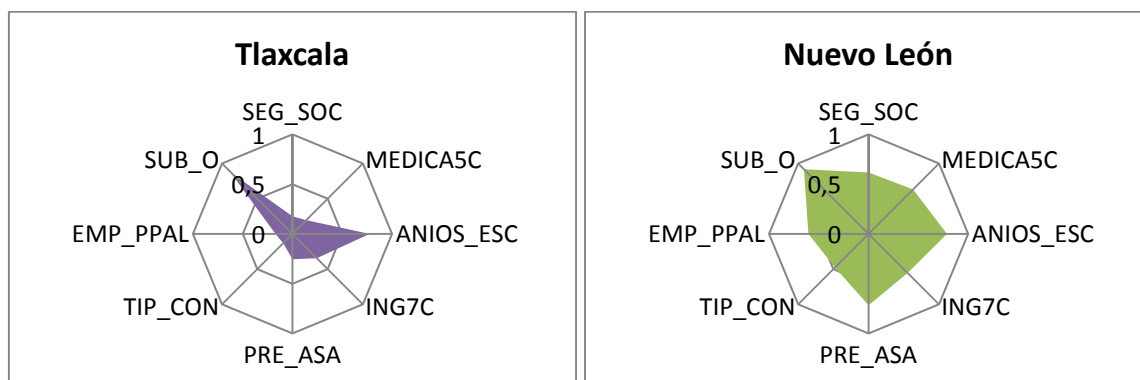 Tlaxcala
SEG_SOC
1
SUB_O
MEDICA5C
0,5
EMP_PPAL
0
ANIOS_ESC
TIP_CON
ING7C
PRE_ASA
Nuevo León
SEG_SOC
1
SUB_O
MEDICA5C
0,5
EMP_PPAL
0
ANIOS_ESC
TIP_CON
ING7C
PRE_ASA